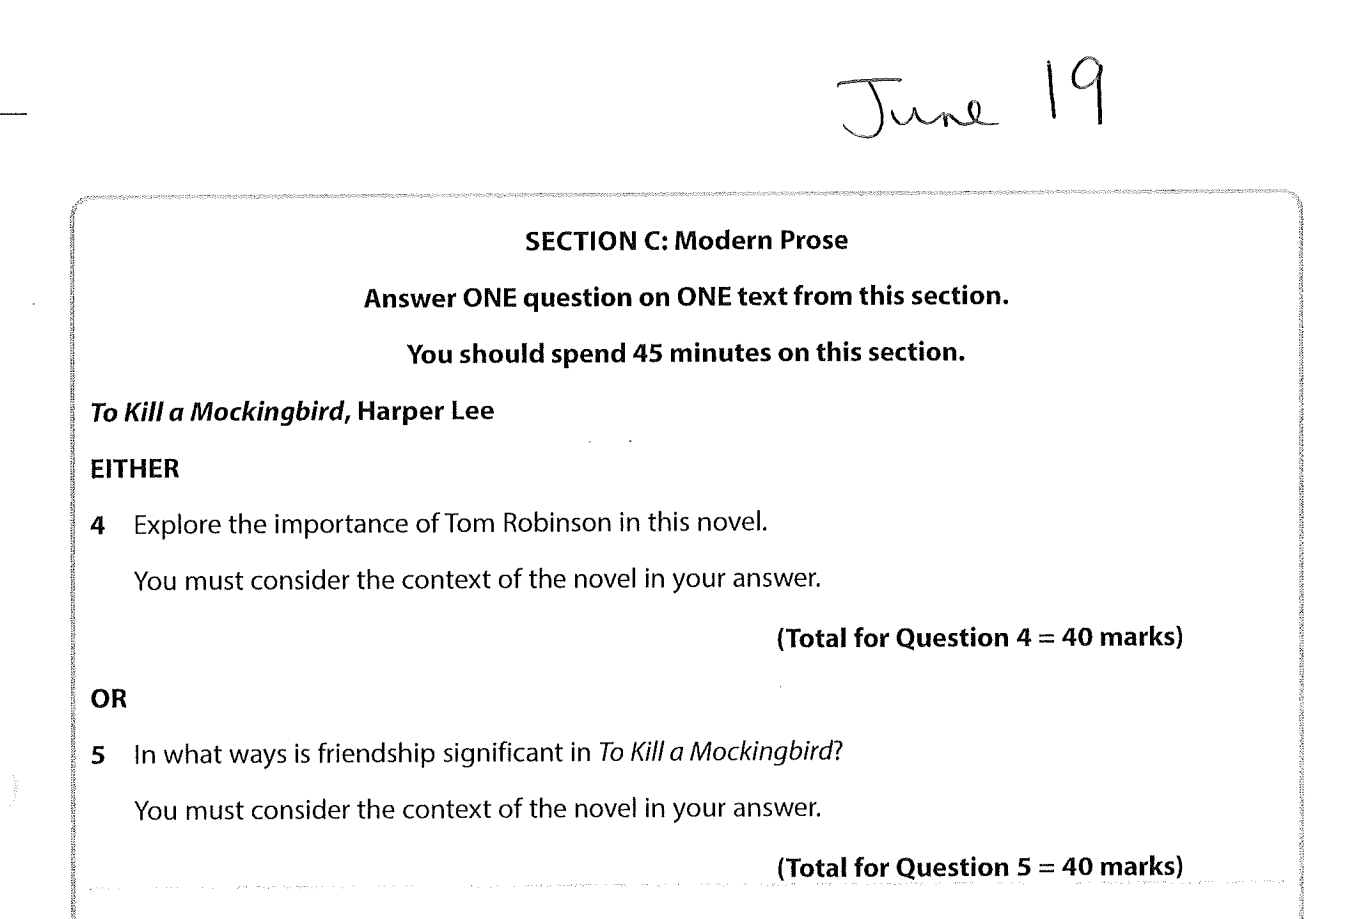 June 19
SECTION C: Modern Prose
Answer ONE question on ONE text from this section.
You should spend 45 minutes on this section.
To Kill a Mockingbird, Harper Lee
EITHER
4 Explore the importance of Tom Robinson in this novel.
You must consider the context of the novel in your answer.
(Total for Question 4 = 40 marks)
OR
5 In what ways is friendship significant in To Kill a Mockingbird?
You must consider the context of the novel in your answer.
(Total for Question 5 = 40 marks)